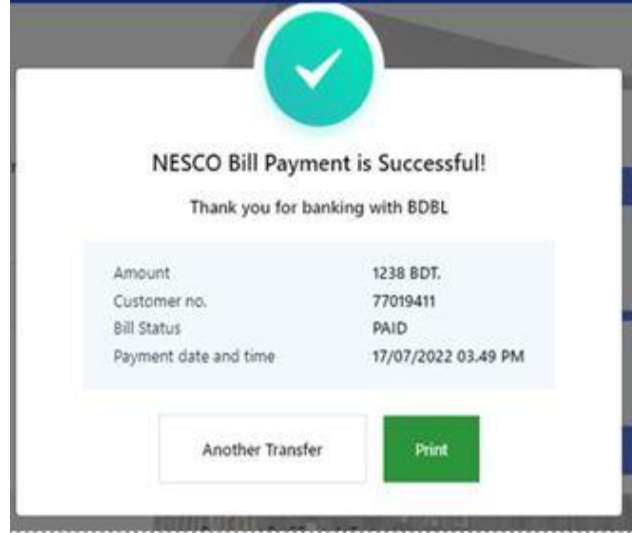 NESCO Bill Payment is Successful!
Thank you for banking with BDBL
Amount 1238 BDT.
Customer no. 77019411
Bill Status PAID
Payment date and time 17/07/2022 03.49 PM
Another Transfer Print